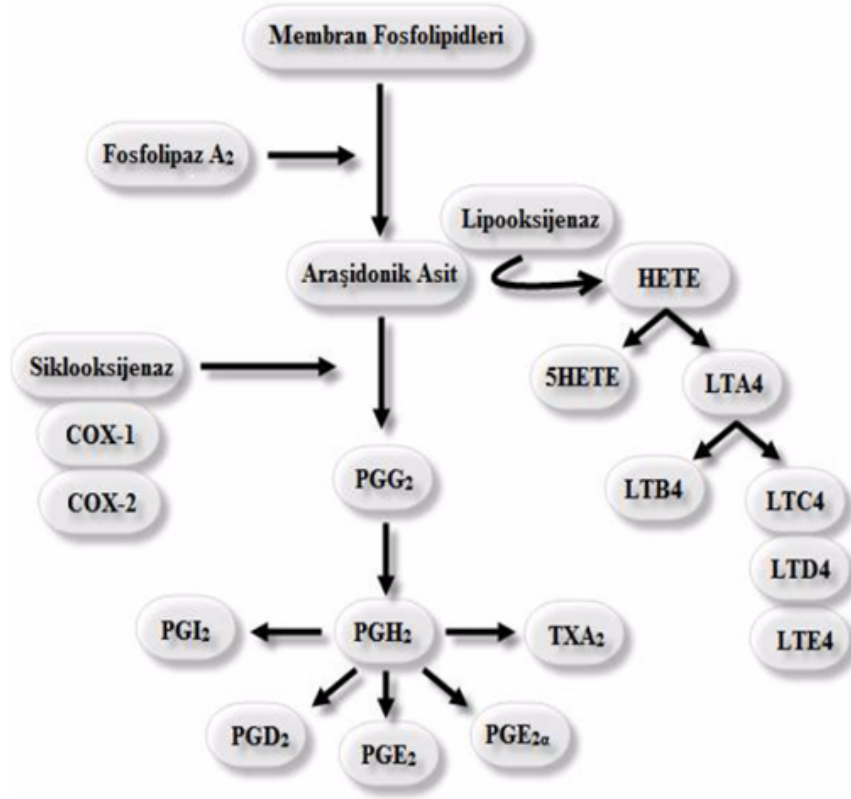 Membran Fosfolipidleri
Fosfolipaz A₂
Lipooksijenaz
Araşidonik Asit
HETE
Siklooksijenaz
5HETE
LTA4
COX-1
PGG₂
LTB4
LTC4
COX-2
LTD4
PGI₂
PGH₂
TXA₂
LTE4
PGD₂
PGE₂
PGE₂α